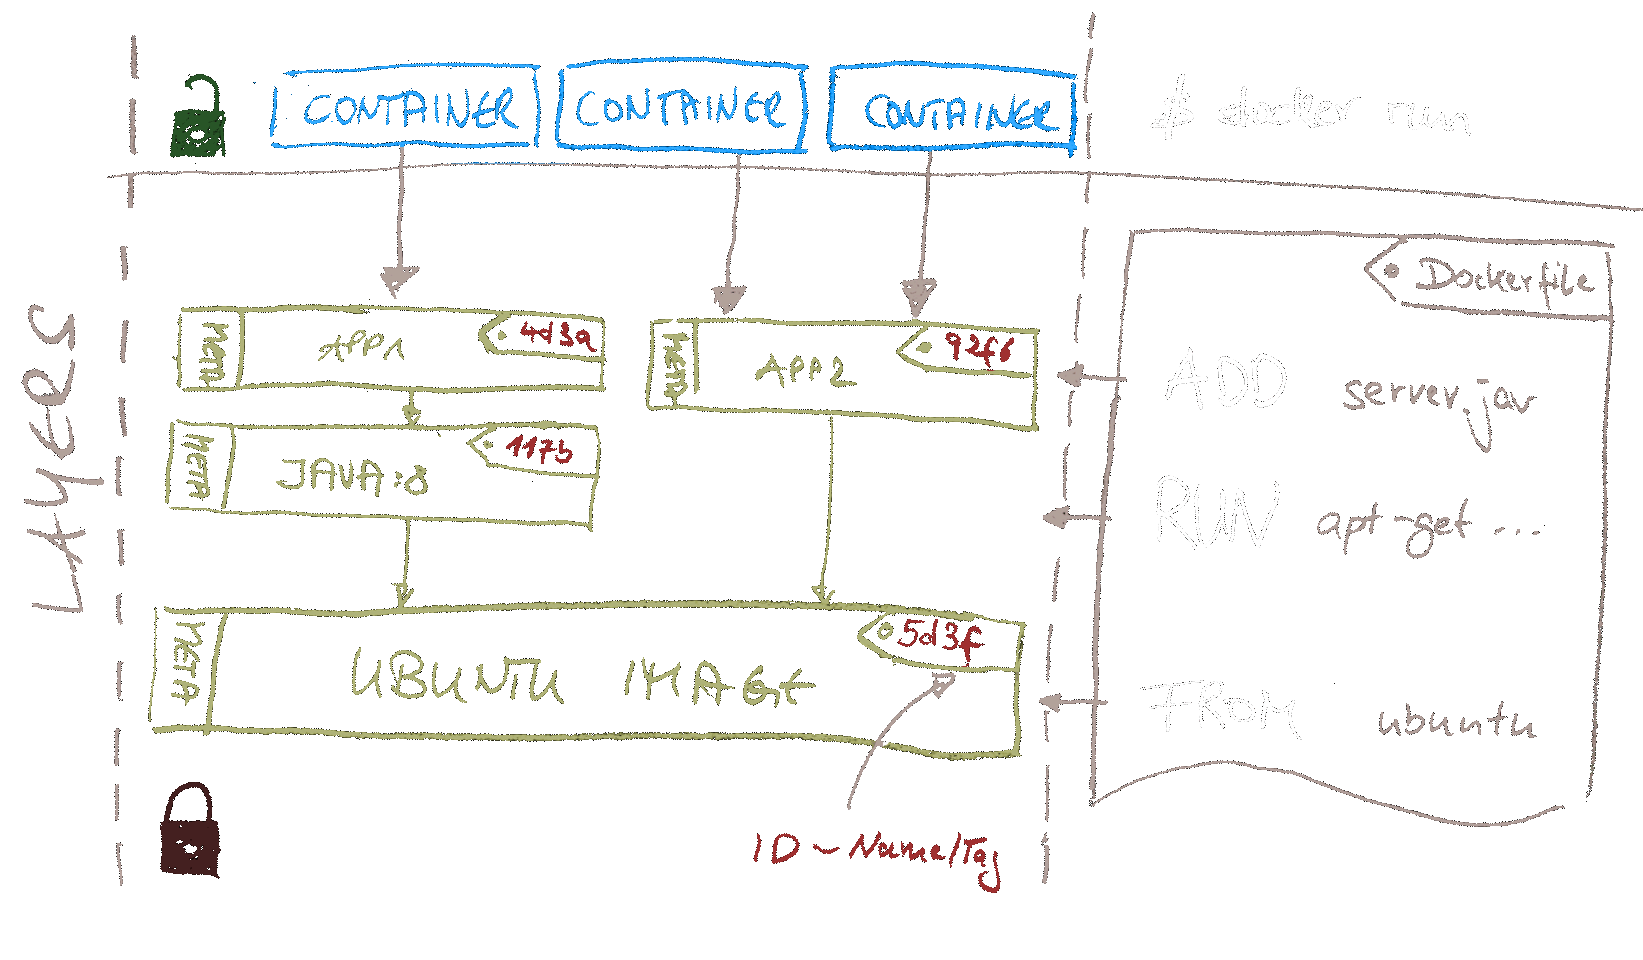 CONTAINER CONTAINER CONTAINER
$ docker run
LAYERS
Dockerfile
META APP1 4d3a
META APP2 92f6
ADD server.jar
META JAVA:8 117b
RUN apt-get ...
META UBUNTU IMAGE 5d3f
FROM ubuntu
ID - Name/Tag